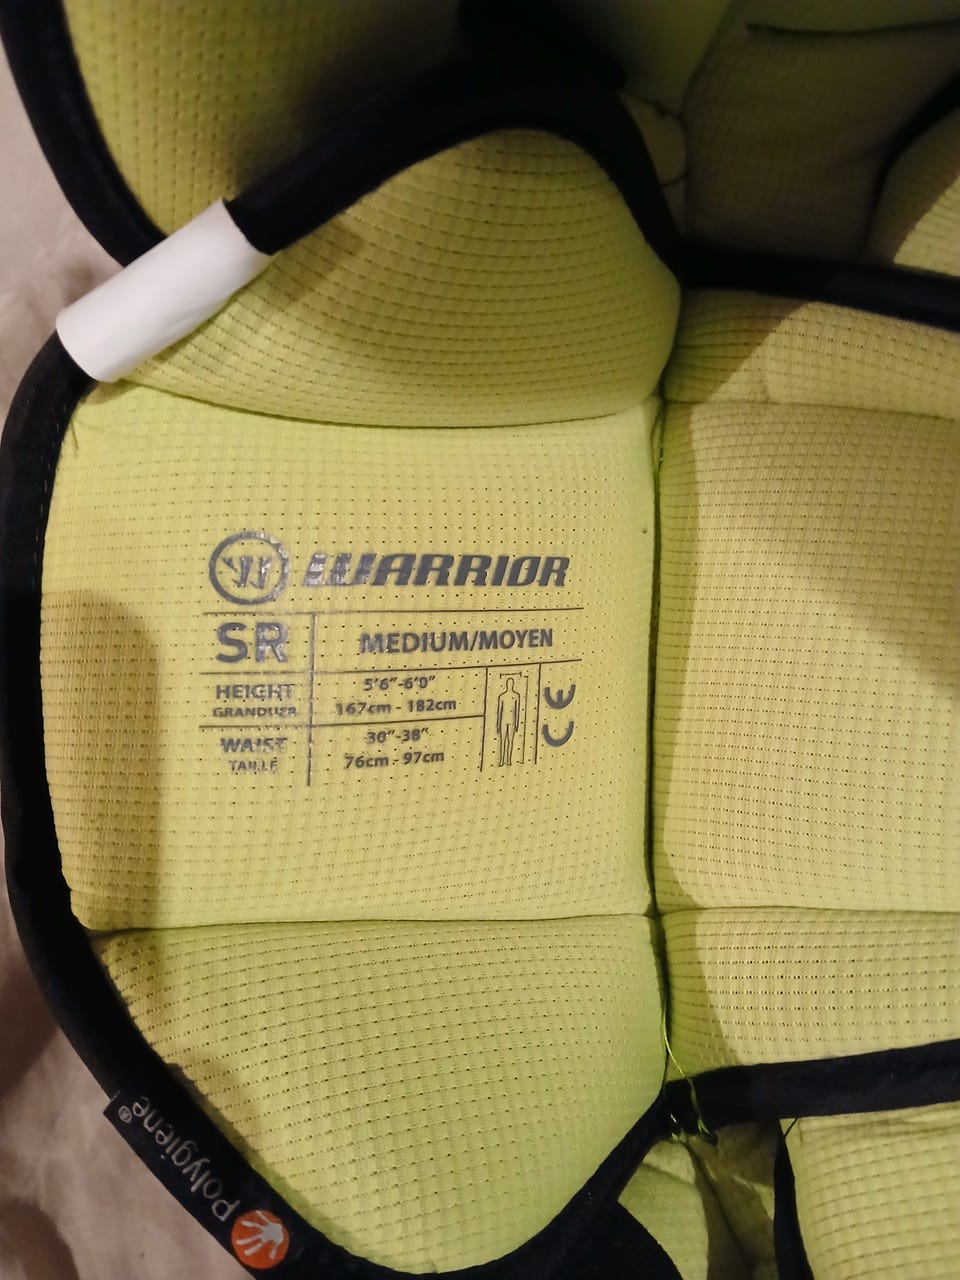 WARRIOR
SR MEDIUM/MOYEN
HEIGHT 5'6"-6'0"
GRANDUER 167cm - 182cm
WAIST 30"-38"
TAILLE 76cm - 97cm
CE
Polygiene®